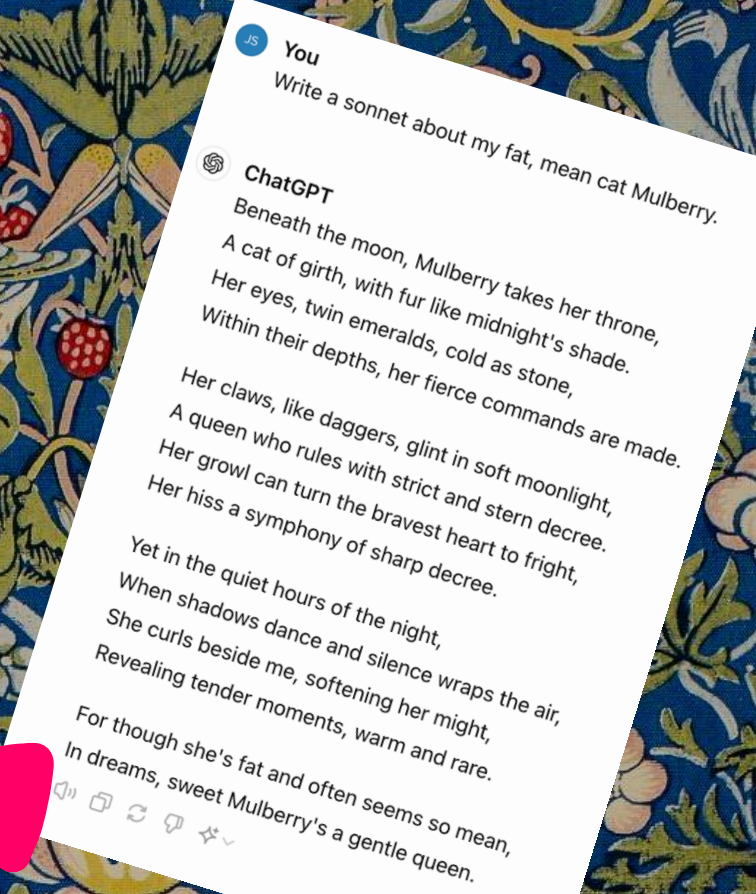 JS
You
Write a sonnet about my fat, mean cat Mulberry.
ChatGPT
Beneath the moon, Mulberry takes her throne,
A cat of girth, with fur like midnight's shade.
Her eyes, twin emeralds, cold as stone,
Within their depths, her fierce commands are made.
Her claws, like daggers, glint in soft moonlight,
A queen who rules with strict and stern decree.
Her growl can turn the bravest heart to fright,
Her hiss a symphony of sharp decree.
Yet in the quiet hours of the night,
When shadows dance and silence wraps the air,
She curls beside me, softening her might,
Revealing tender moments, warm and rare.
For though she's fat and often seems so mean,
In dreams, sweet Mulberry's a gentle queen.